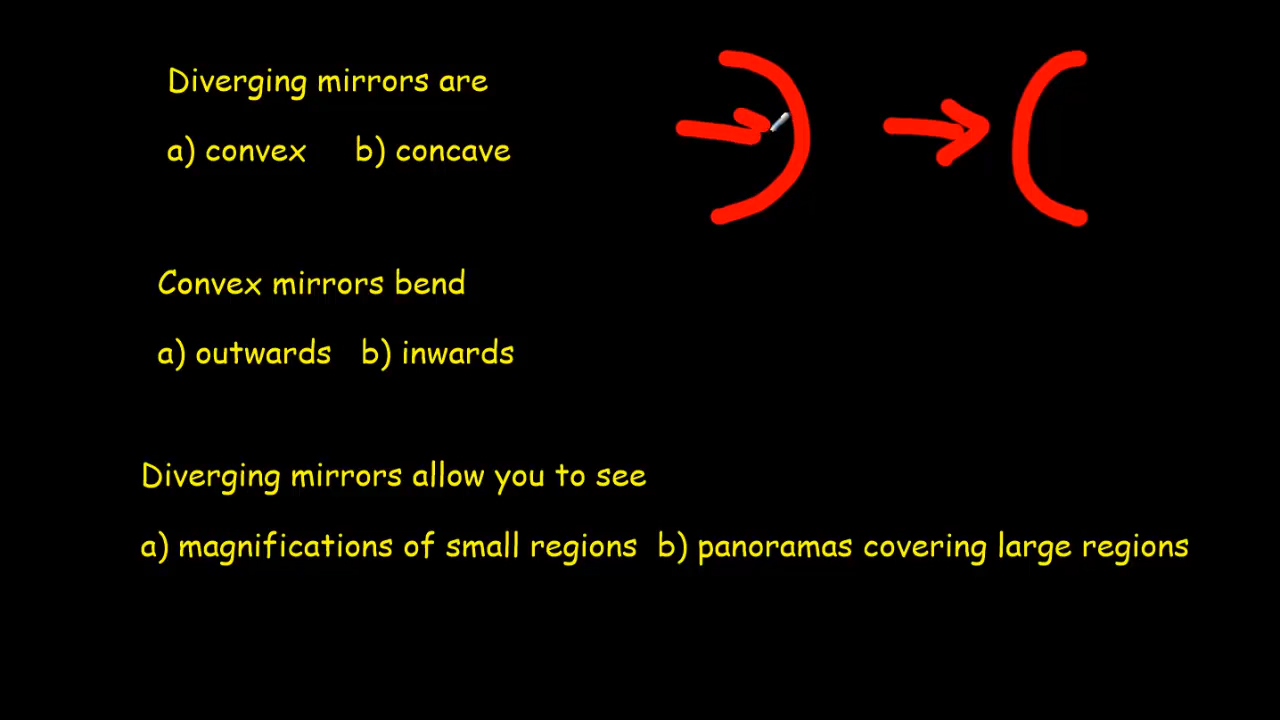 Diverging mirrors are
a) convex b) concave
Convex mirrors bend
a) outwards b) inwards
Diverging mirrors allow you to see
a) magnifications of small regions b) panoramas covering large regions